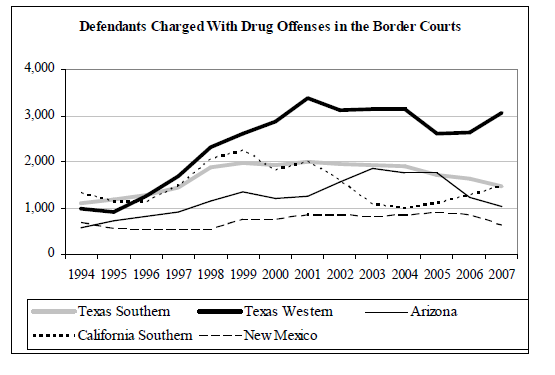 Defendants Charged With Drug Offenses in the Border Courts
4,000
3,000
2,000
1,000
0
1994 1995 1996 1997 1998 1999 2000 2001 2002 2003 2004 2005 2006 2007
Texas Southern Texas Western Arizona
California Southern New Mexico